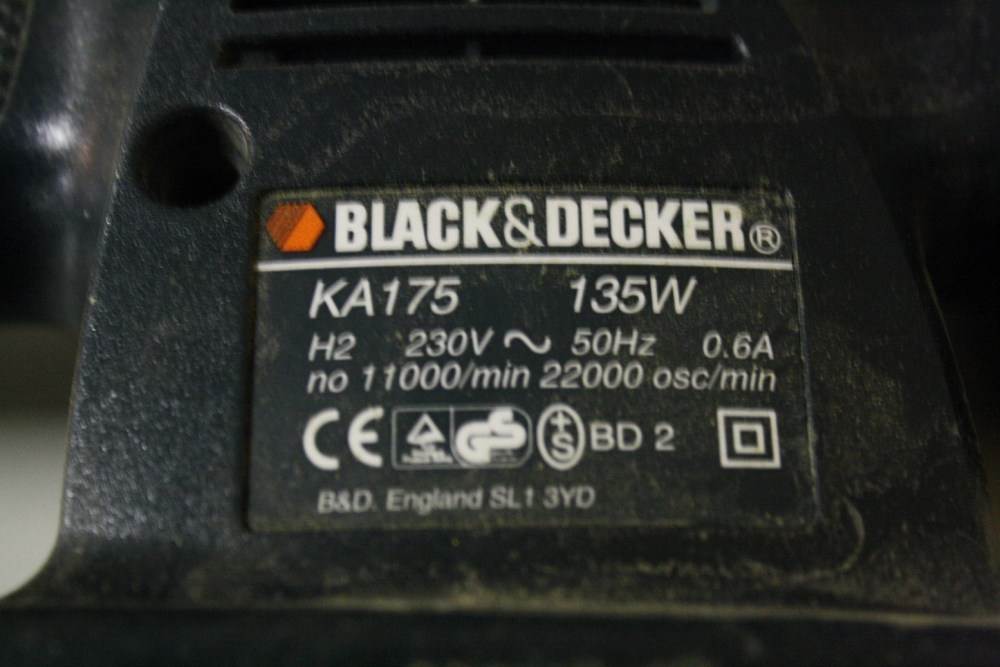 BLACK&DECKER®
KA175 135W
H2 230V ~ 50Hz 0.6A
no 11000/min 22000 osc/min
CE GS +S BD 2
B&D. England SL1 3YD